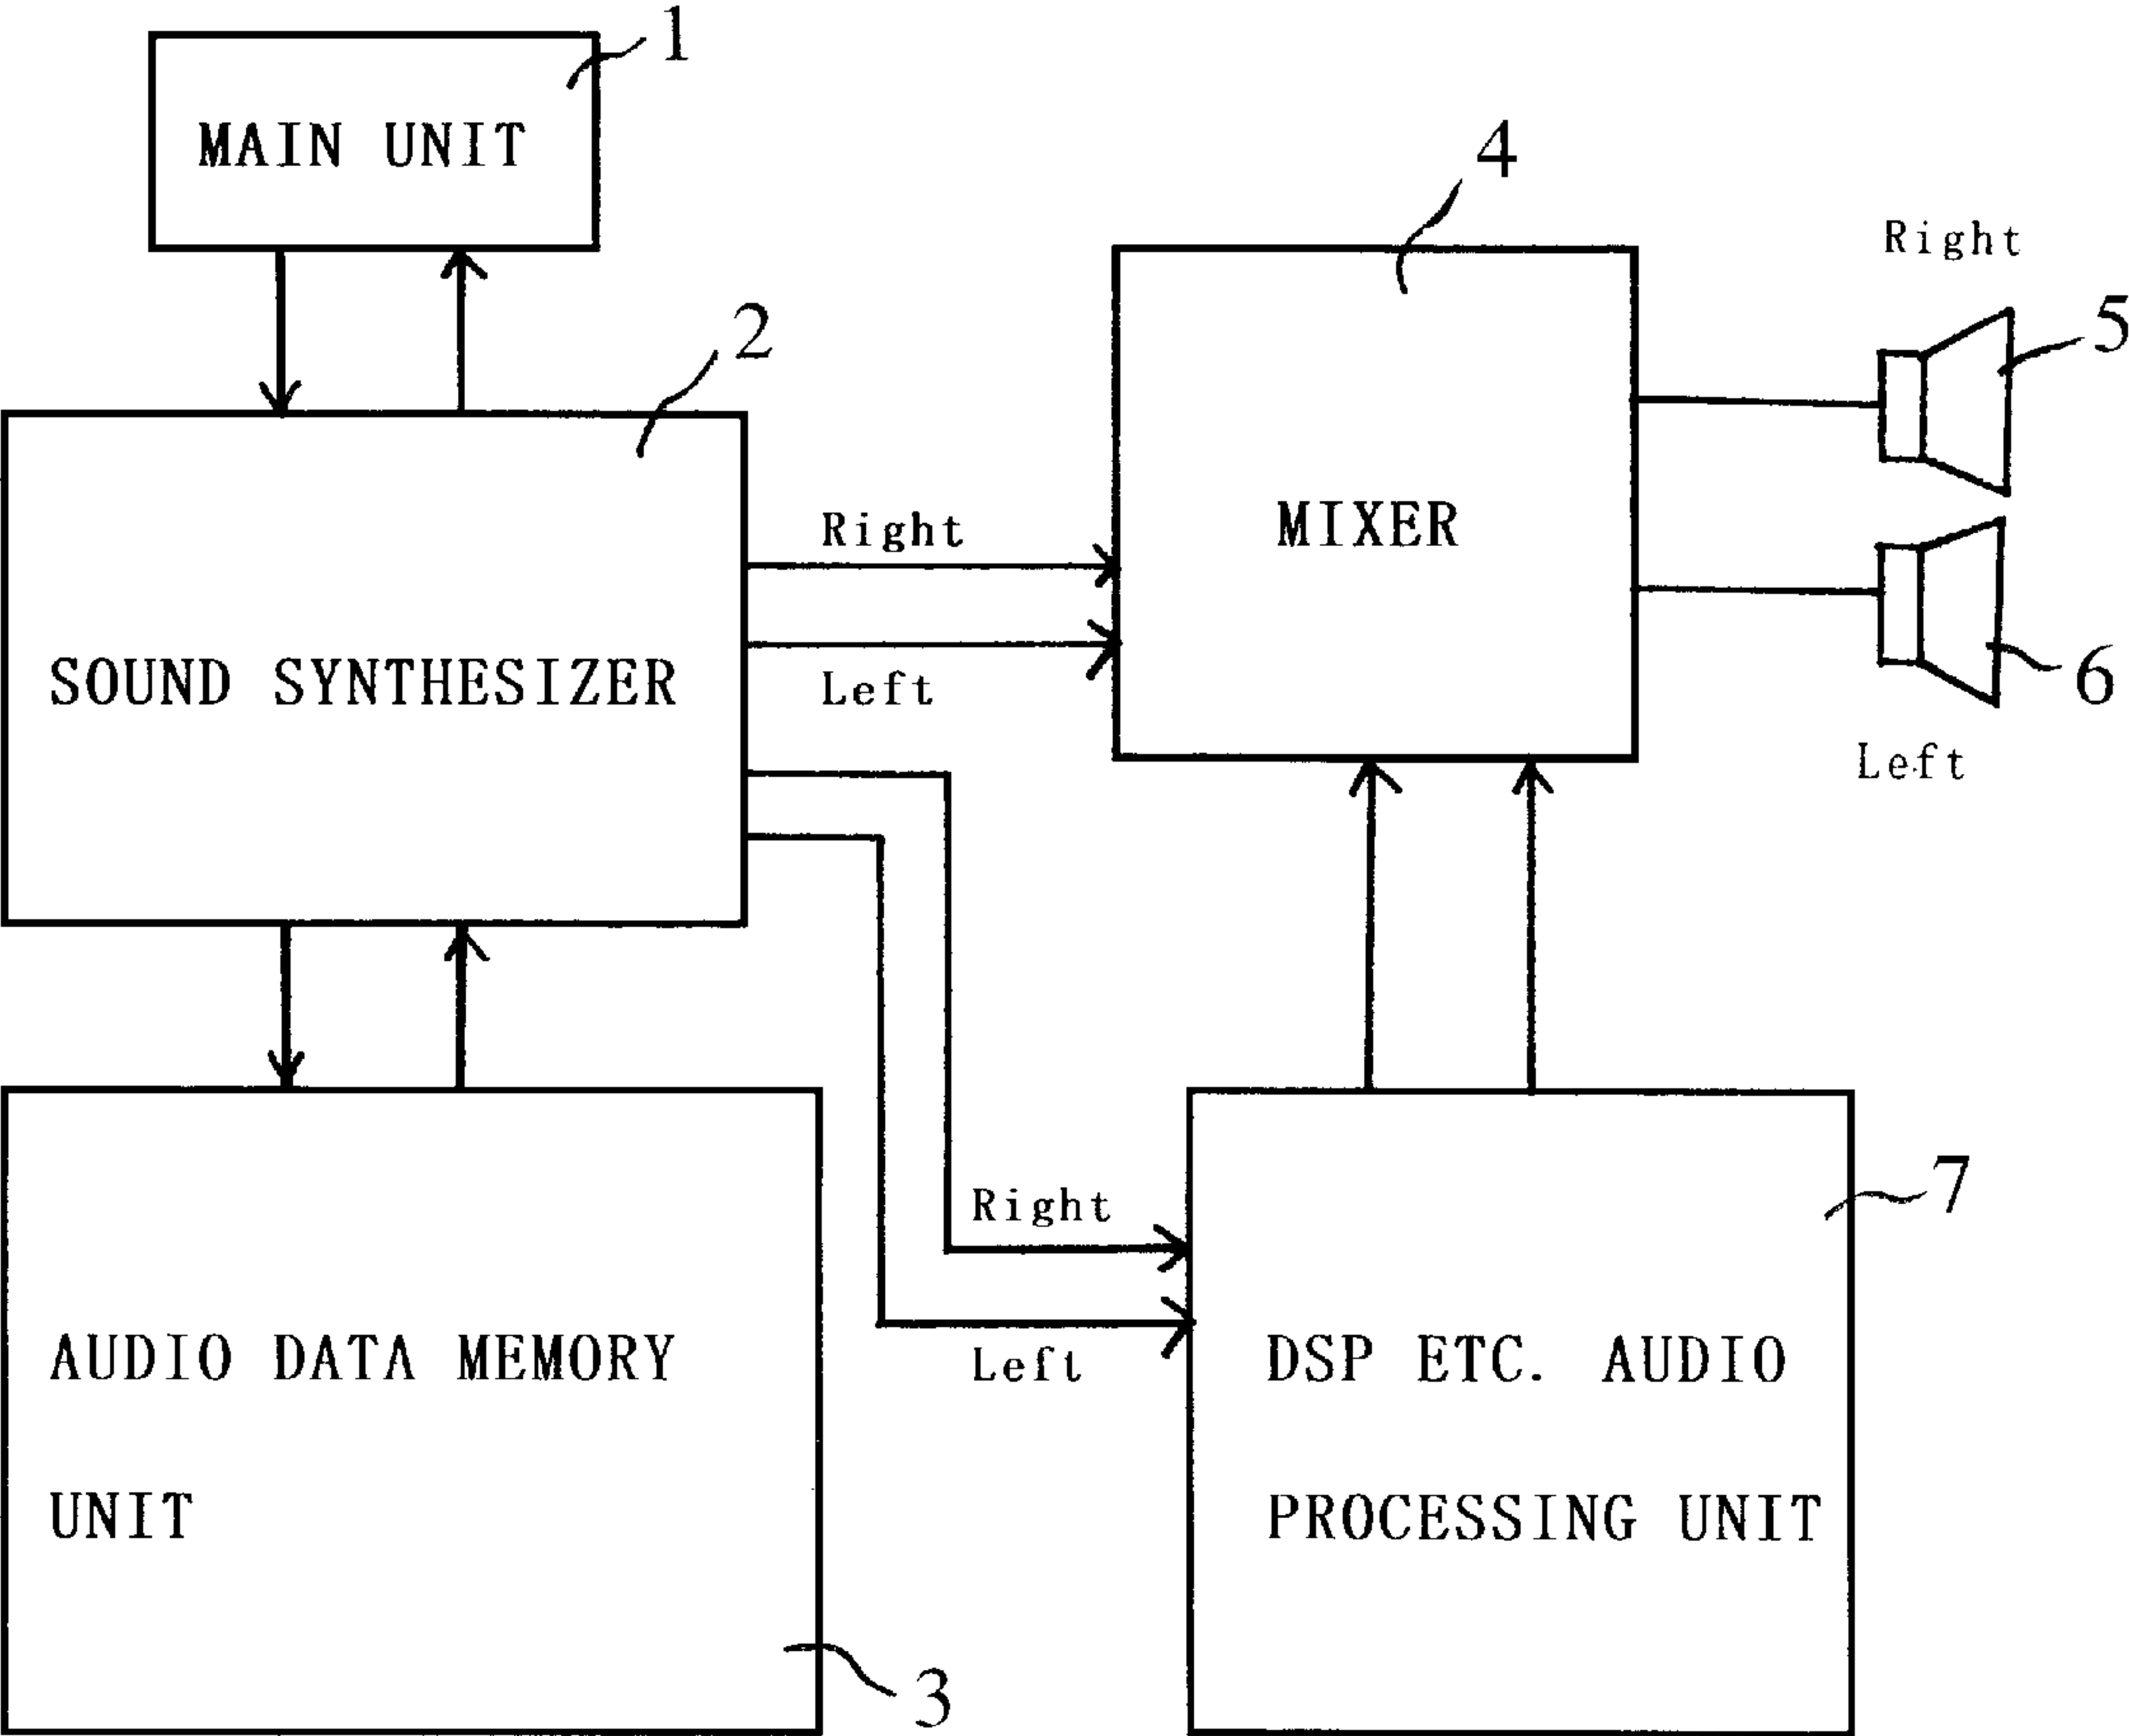 1
MAIN UNIT
4
Right
2
5
Right
MIXER
SOUND SYNTHESIZER
Left
6
Left
7
Right
AUDIO DATA MEMORY
UNIT
Left
DSP ETC. AUDIO
PROCESSING UNIT
3